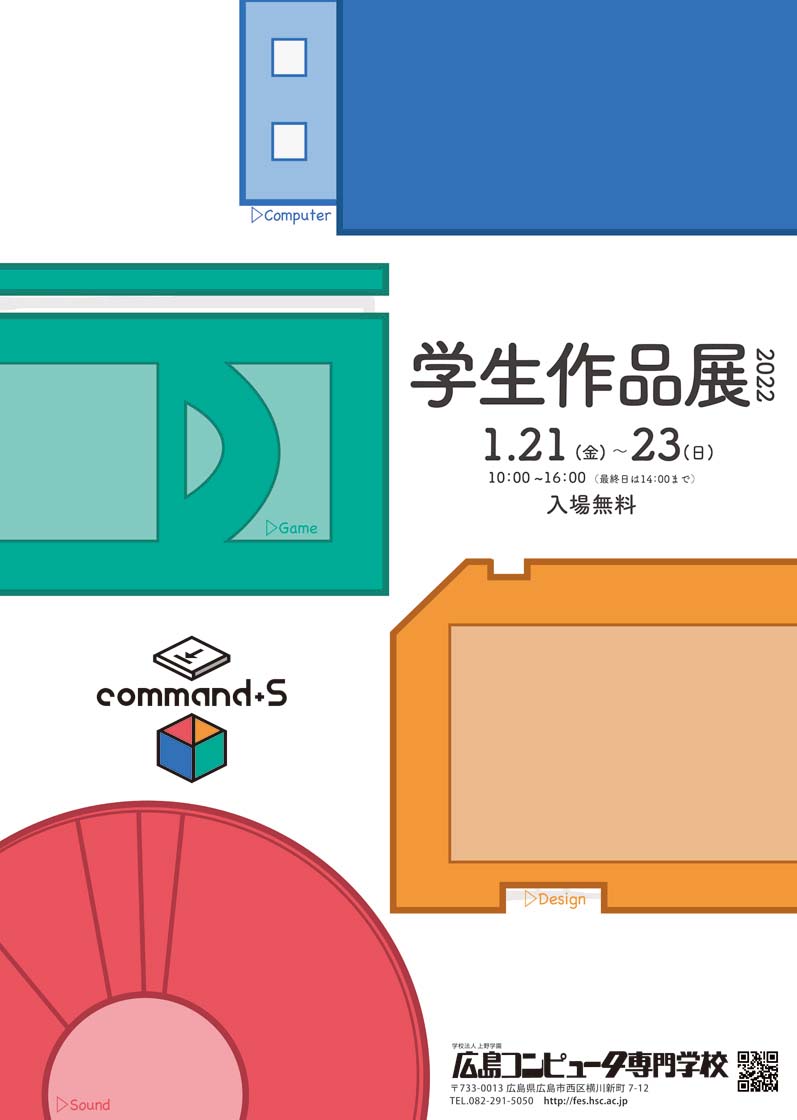 ▷Computer
学生作品展 2022
1.21(金)～23(日)
10:00~16:00（最終日は14:00まで）
入場無料
▷Game
command+S
▷Design
▷Sound
学校法人上野学園
広島コンピュータ専門学校
〒733-0013 広島県広島市西区横川新町 7-12
TEL.082-291-5050 http://fes.hsc.ac.jp